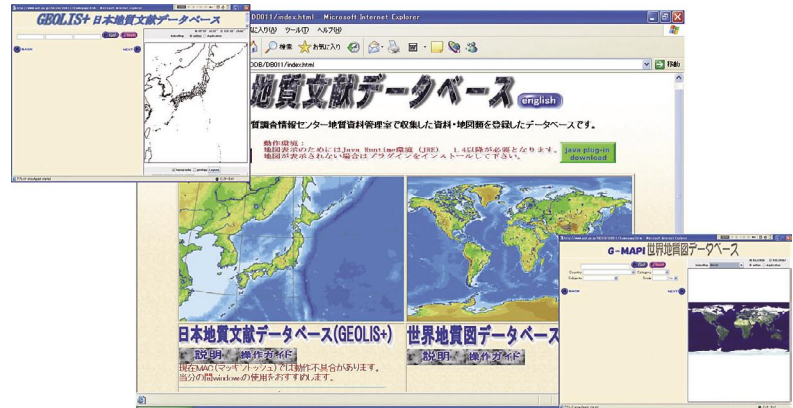 GEOLIS+ 日本地質文献データベース
BACK
NEXT
DB011/index.html  Microsoft Internet Explorer
に入り(A) ツール(T) ヘルプ(H)
検索 お気に入り
DB/DB011/index.html
移動
地質文献データベース
english
質調査情報センター地質資料管理室で収集した資料・地図類を登録したデータベースです。
動作環境:
地図表示のためにはJava Runtime環境 (JRE) 1.4以降が必要となります。
地図が表示されない場合はプラグインをインストールして下さい。
java plug-in
download
日本地質文献データベース(GEOLIS+)
世界地質図データベース
説明 操作ガイド
説明 操作ガイド
現在MAC(マッキントッシュ)では動作不具合があります。
当分の間windowsの使用をおすすめします。
G-MAPI 世界地質図データベース
Country
Category
BACK
NEXT